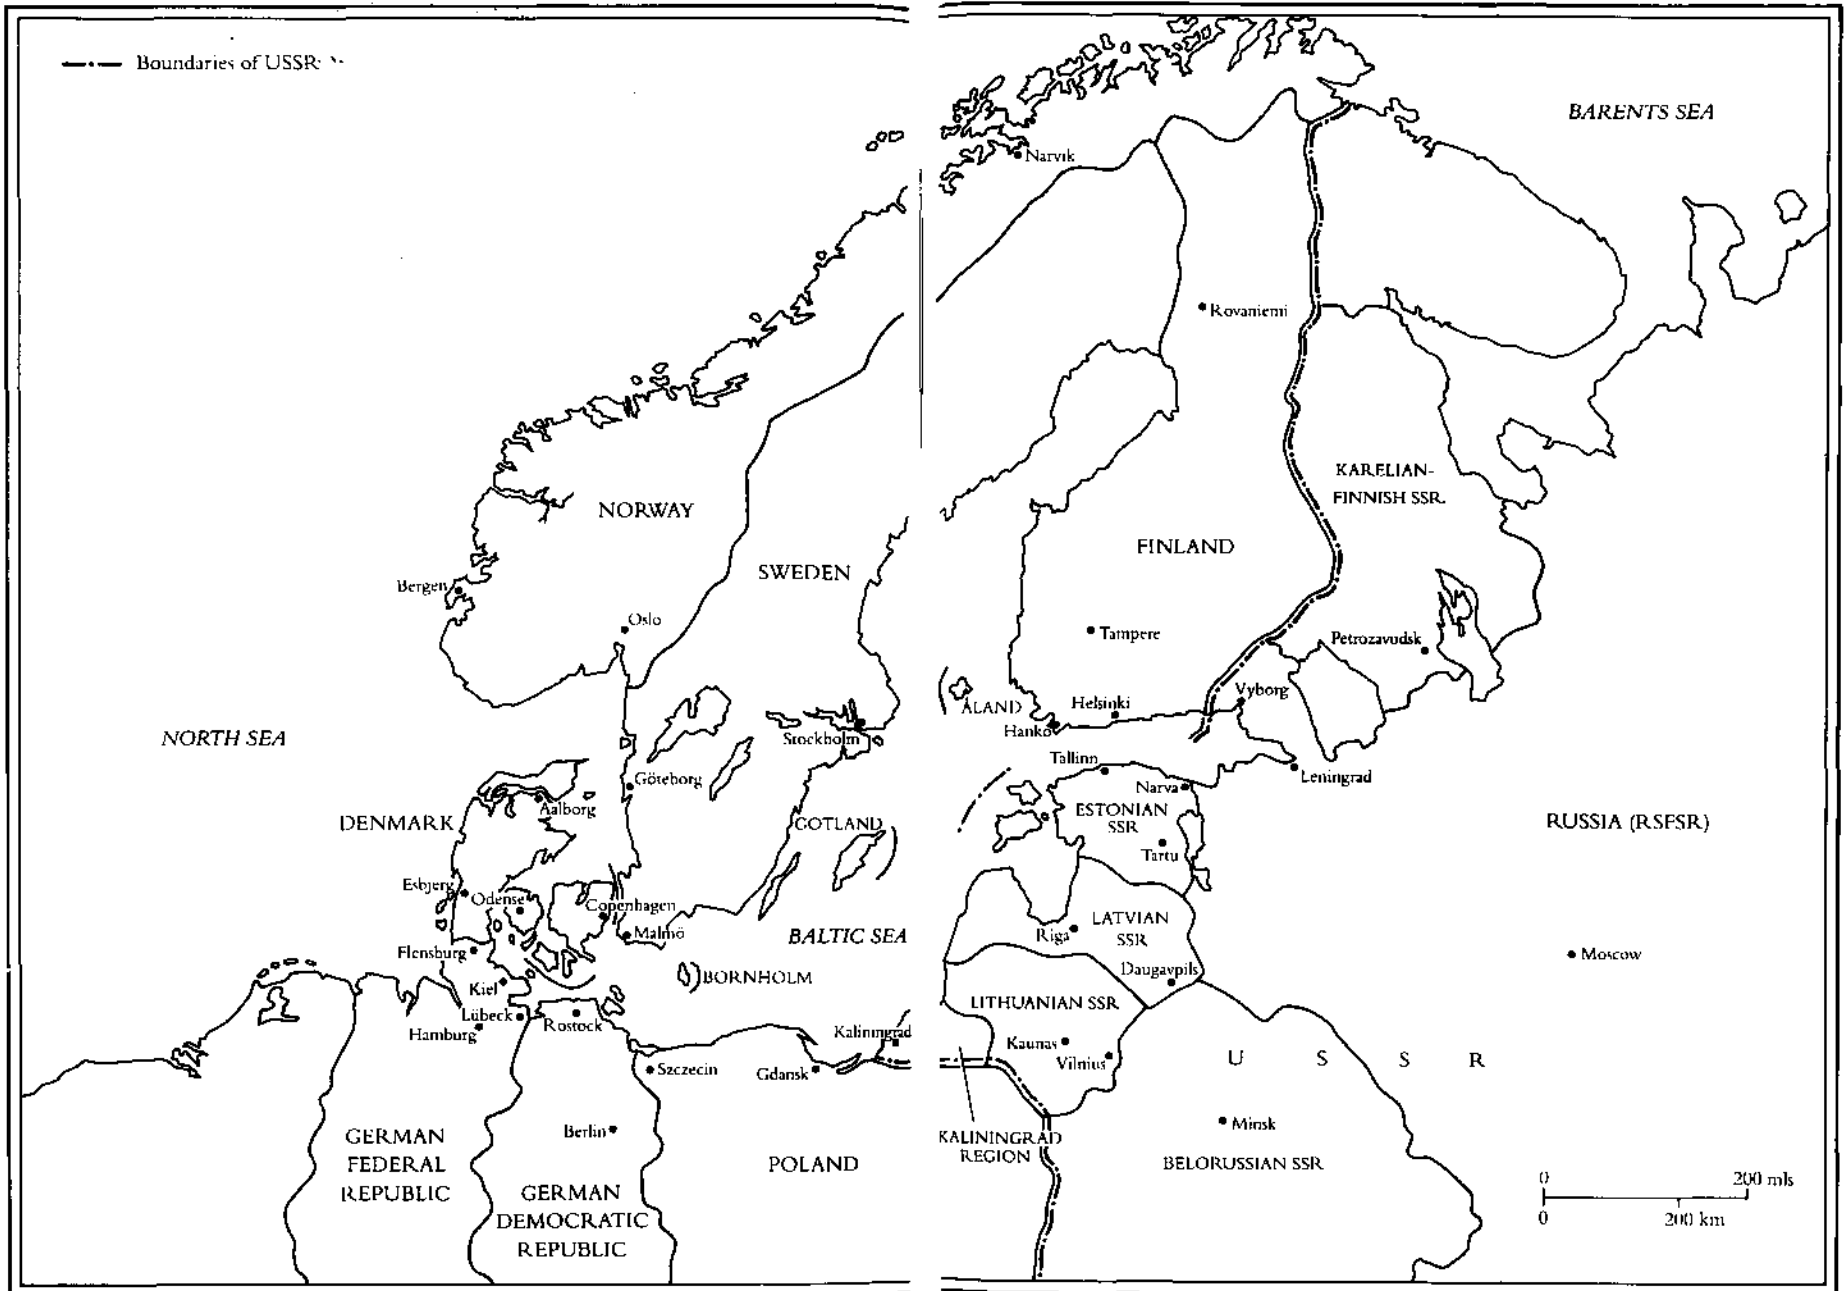 Boundaries of USSR
BARENTS SEA
Narvik
Rovaniemi
KARELIAN-
FINNISH SSR
NORWAY
FINLAND
SWEDEN
Bergen
Oslo
Tampere
Petrozavodsk
Vyborg
ÅLAND
Helsinki
Hanko
NORTH SEA
Stockholm
Tallinn
Leningrad
Göteborg
Narva
Aalborg
ESTONIAN
SSR
DENMARK
GOTLAND
RUSSIA (RSFSR)
Tartu
Esbjerg
Odense
Copenhagen
LATVIAN
SSR
Riga
Malmö
BALTIC SEA
Flensburg
Moscow
BORNHOLM
Daugavpils
Kiel
LITHUANIAN SSR
Lübeck
Rostock
Hamburg
Kaliningrad
Kaunas
Vilnius
U S S R
Szczecin
Gdansk
Minsk
Berlin
GERMAN
FEDERAL
REPUBLIC
KALININGRAD
REGION
POLAND
BELORUSSIAN SSR
GERMAN
DEMOCRATIC
REPUBLIC
0 200 mls
0 200 km